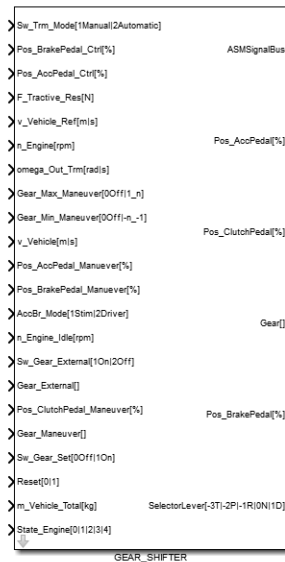 Sw_Trm_Mode[1Manual|2Automatic]
Pos_BrakePedal_Ctrl[%]
ASMSignalBus
Pos_AccPedal_Ctrl[%]
F_Tractive_Res[N]
v_Vehicle_Ref[m|s]
n_Engine[rpm]
Pos_AccPedal[%]
omega_Out_Trm[rad|s]
Gear_Max_Maneuver[0Off|1_n]
Gear_Min_Maneuver[0Off|-n_-1]
Pos_ClutchPedal[%]
v_Vehicle[m|s]
Pos_AccPedal_Manuever[%]
Pos_BrakePedal_Manuever[%]
AccBr_Mode[1Stim|2Driver]
Gear[]
n_Engine_Idle[rpm]
Sw_Gear_External[1On|2Off]
Gear_External[]
Pos_ClutchPedal_Maneuver[%]
Pos_BrakePedal[%]
Gear_Maneuver[]
Sw_Gear_Set[0Off|1On]
Reset[0|1]
m_Vehicle_Total[kg]
SelectorLever[-3T|-2P|-1R|0N|1D]
State_Engine[0|1|2|3|4]
GEAR_SHIFTER